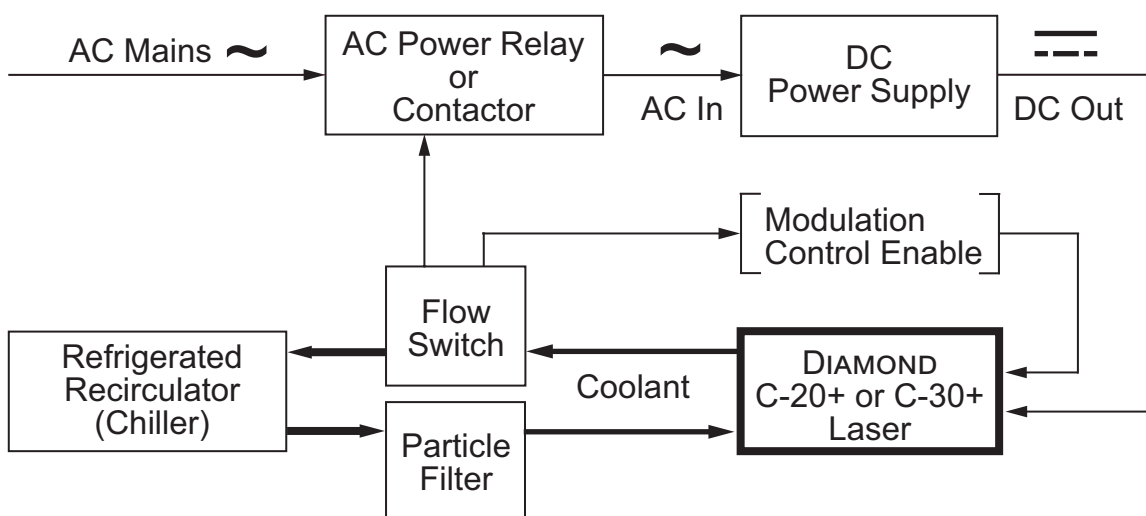 AC Mains ~
AC Power Relay
or
Contactor
~
AC In
DC
Power Supply
DC Out
Modulation
Control Enable
Flow
Switch
Refrigerated
Recirculator
(Chiller)
Coolant
DIAMOND
C-20+ or C-30+
Laser
Particle
Filter